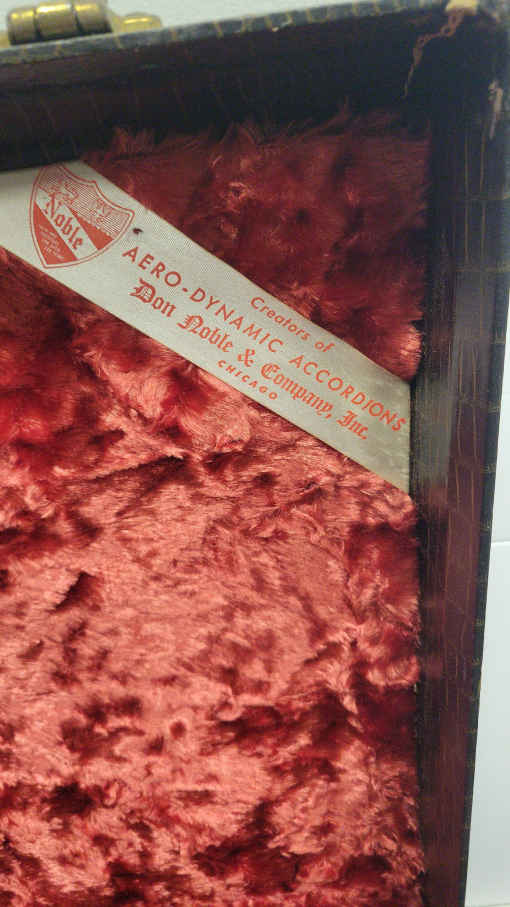 Noble
Creators of
AERO-DYNAMIC ACCORDIONS
Don Noble & Company, Inc.
CHICAGO